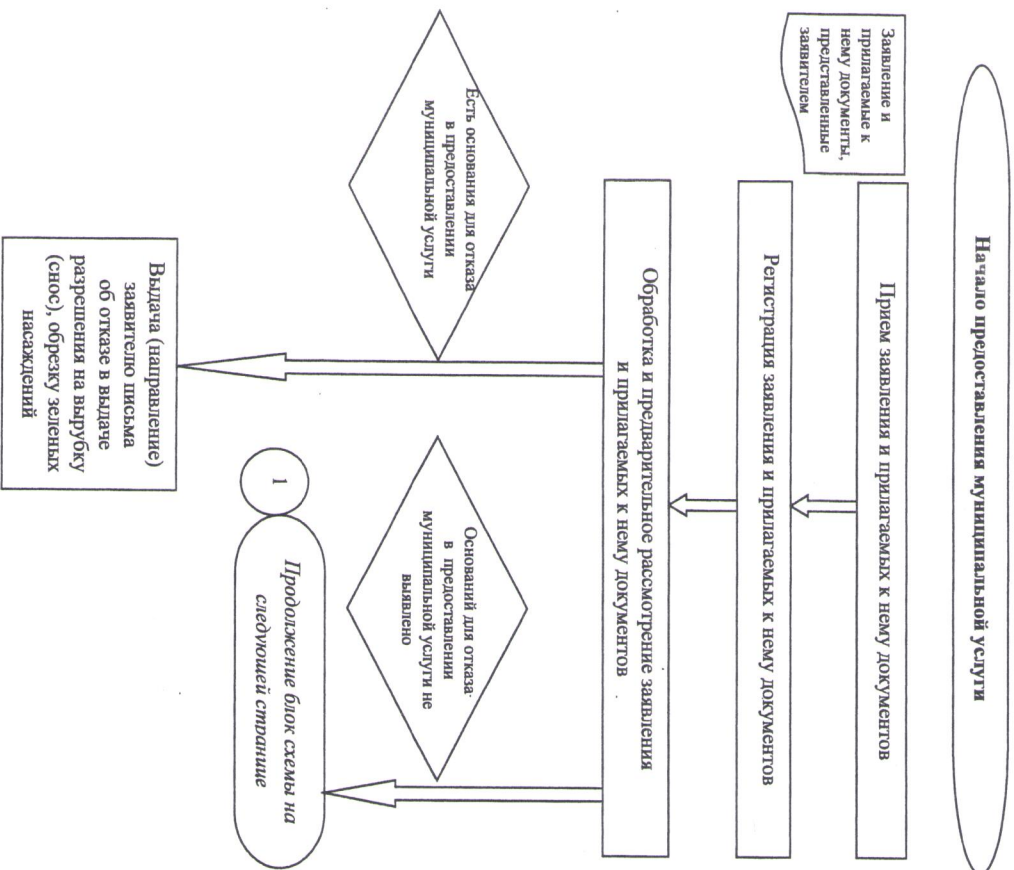 Начало предоставления муниципальной услуги
Заявление и
прилагаемые к
нему документы,
представленные
заявителем
Прием заявления и прилагаемых к нему документов
Регистрация заявления и прилагаемых к нему документов
Обработка и предварительное рассмотрение заявления
и прилагаемых к нему документов
Есть основания для отказа
в предоставлении
муниципальной услуги
Оснований для отказа
в предоставлении
муниципальной услуги не
выявлено
Выдача (направление)
заявителю письма
об отказе в выдаче
разрешения на вырубку
(снос), обрезку зеленых
насаждений
1
Продолжение блок схемы на
следующей странице